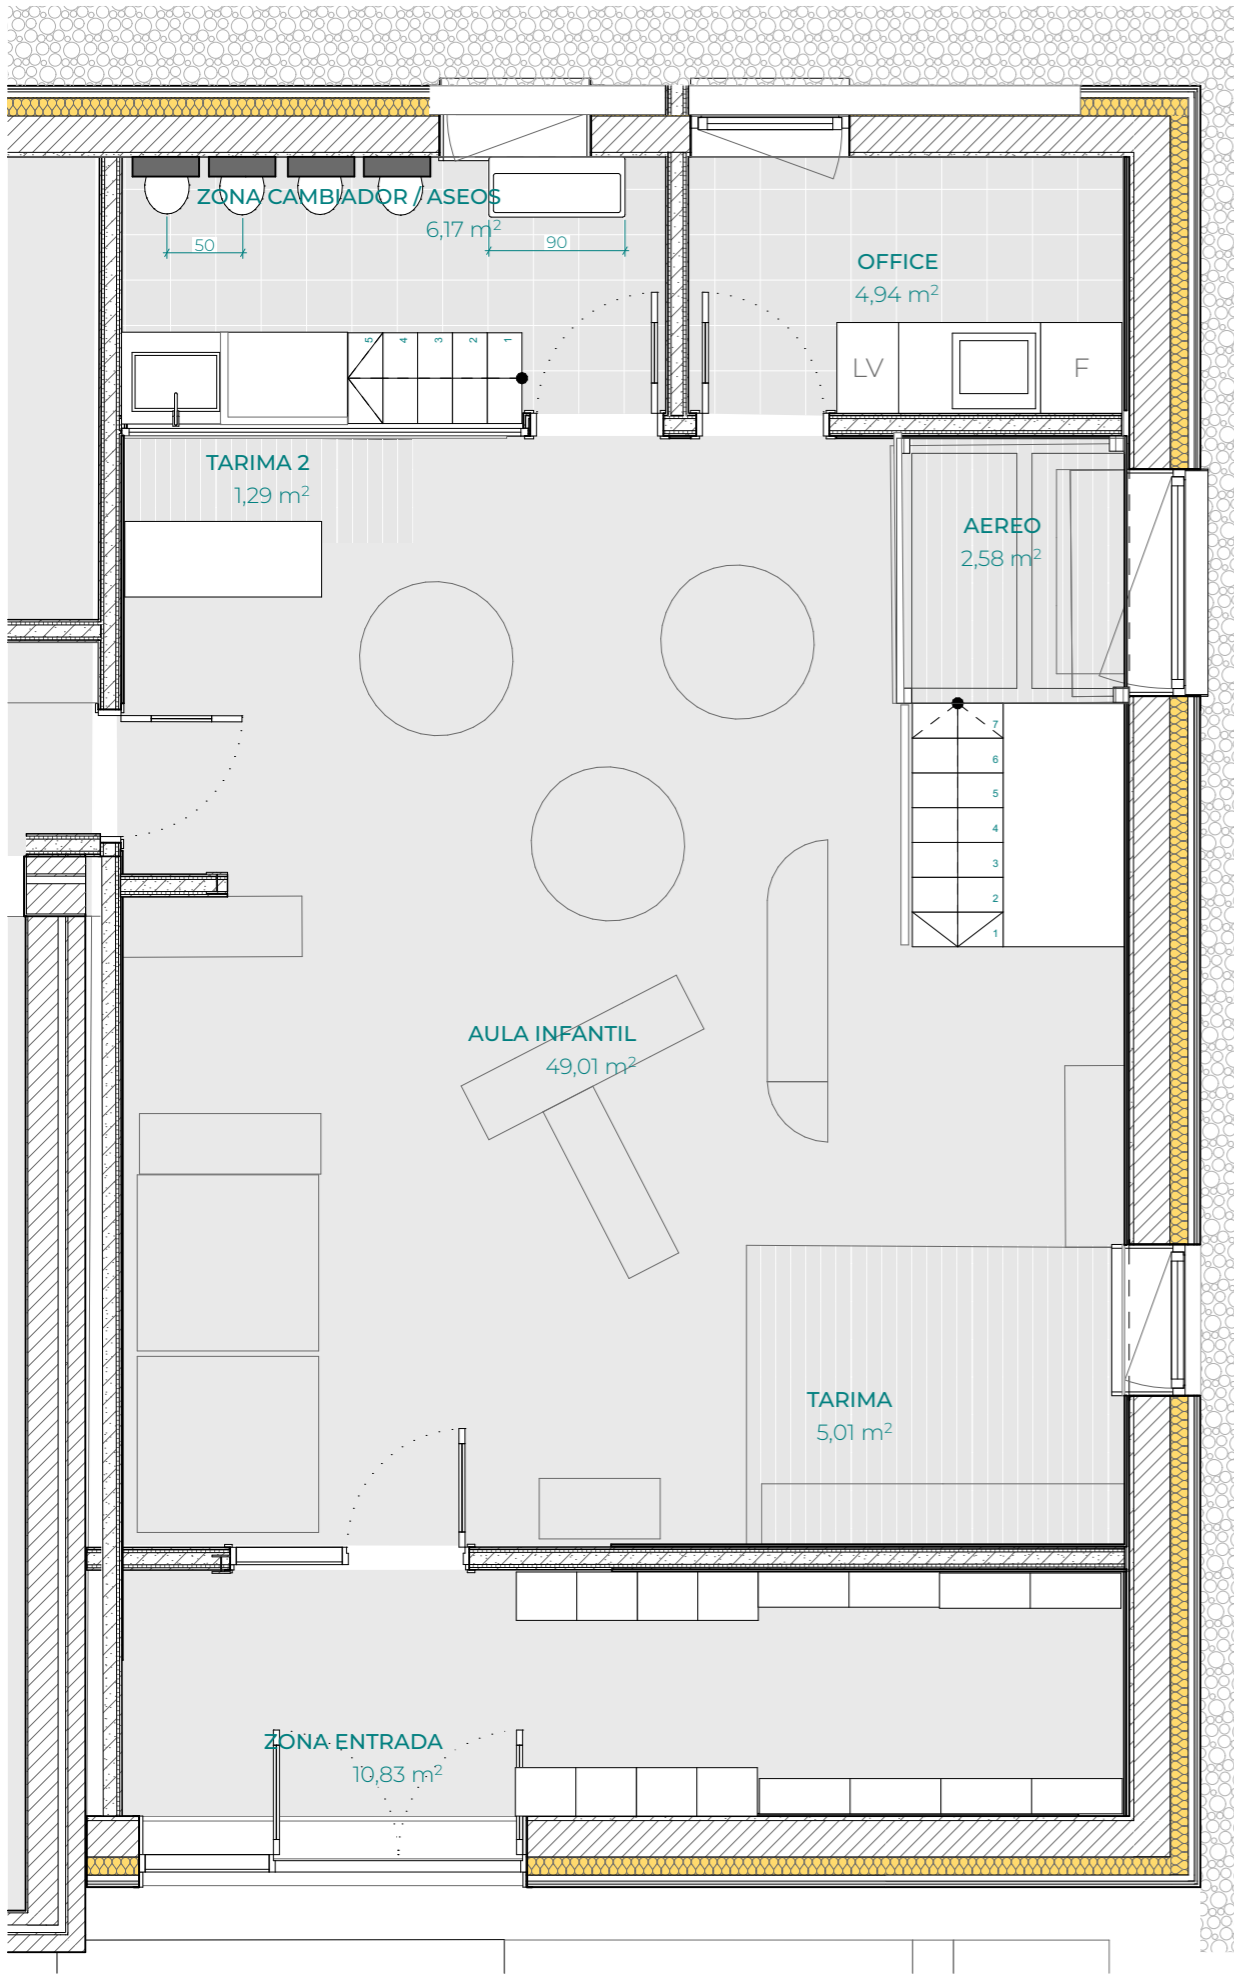 ZONA CAMBIADOR / ASEOS
6,17 m²
50
90
OFFICE
4,94 m²
5 4 3 2 1
LV
F
TARIMA 2
1,29 m²
AEREO
2,58 m²
7
6
5
4
3
2
1
AULA INFANTIL
49,01 m²
TARIMA
5,01 m²
ZONA ENTRADA
10,83 m²